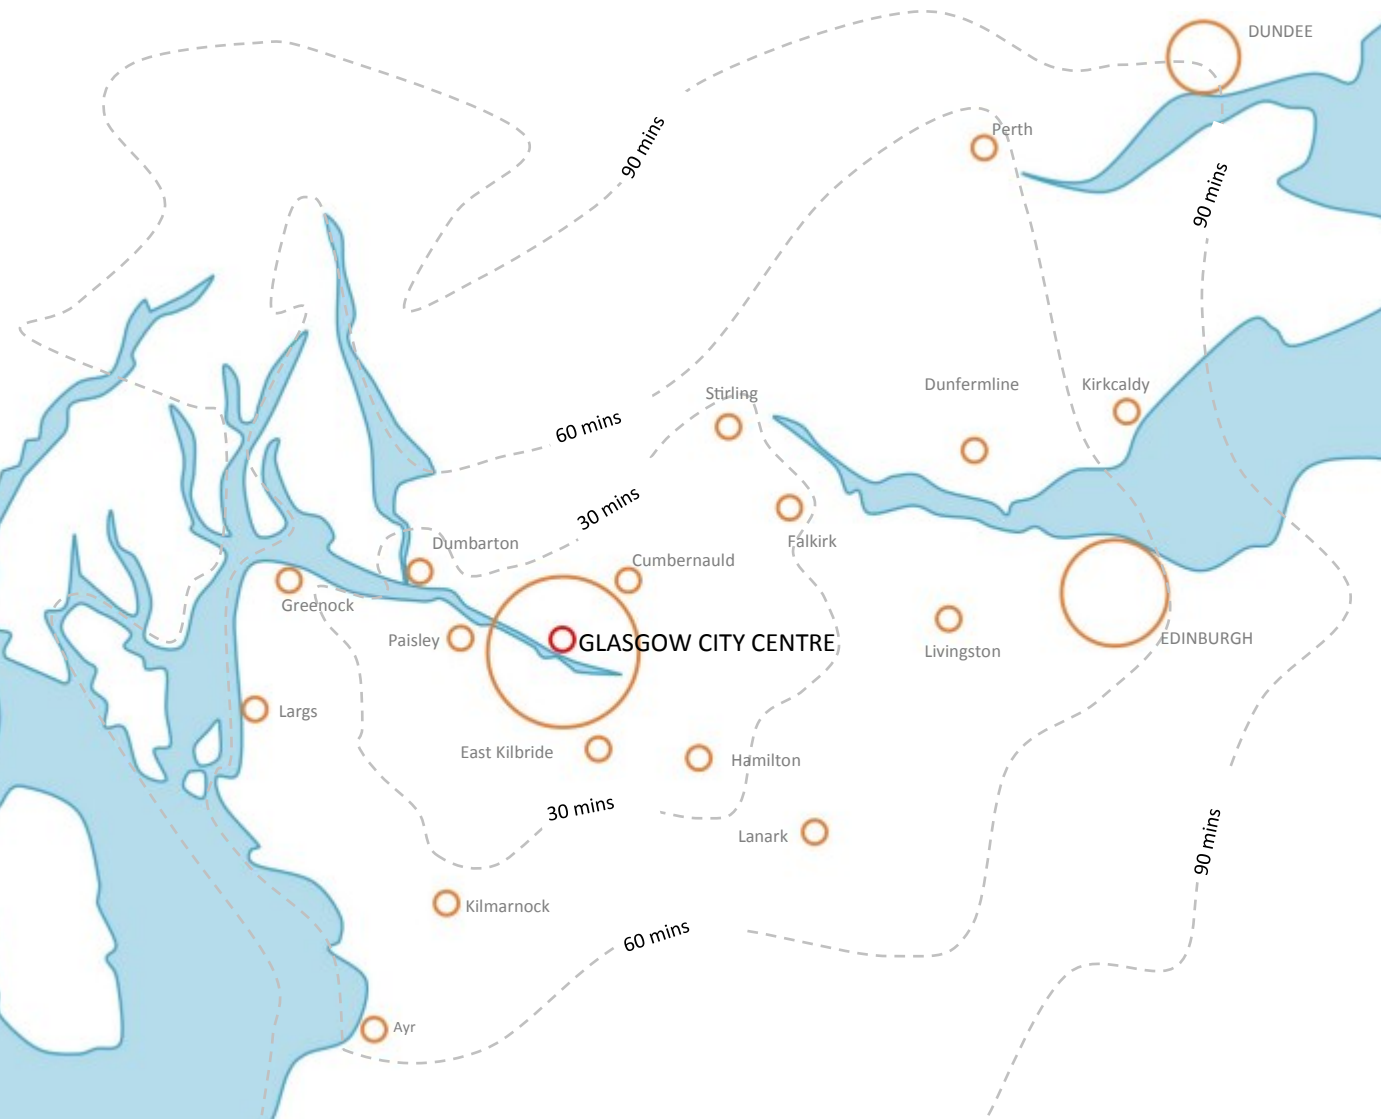 DUNDEE
Perth
90 mins
90 mins
Stirling
Dunfermline
Kirkcaldy
60 mins
30 mins
Dumbarton
Falkirk
Cumbernauld
Greenock
Paisley
GLASGOW CITY CENTRE
EDINBURGH
Livingston
Largs
East Kilbride
Hamilton
30 mins
Lanark
90 mins
Kilmarnock
60 mins
Ayr